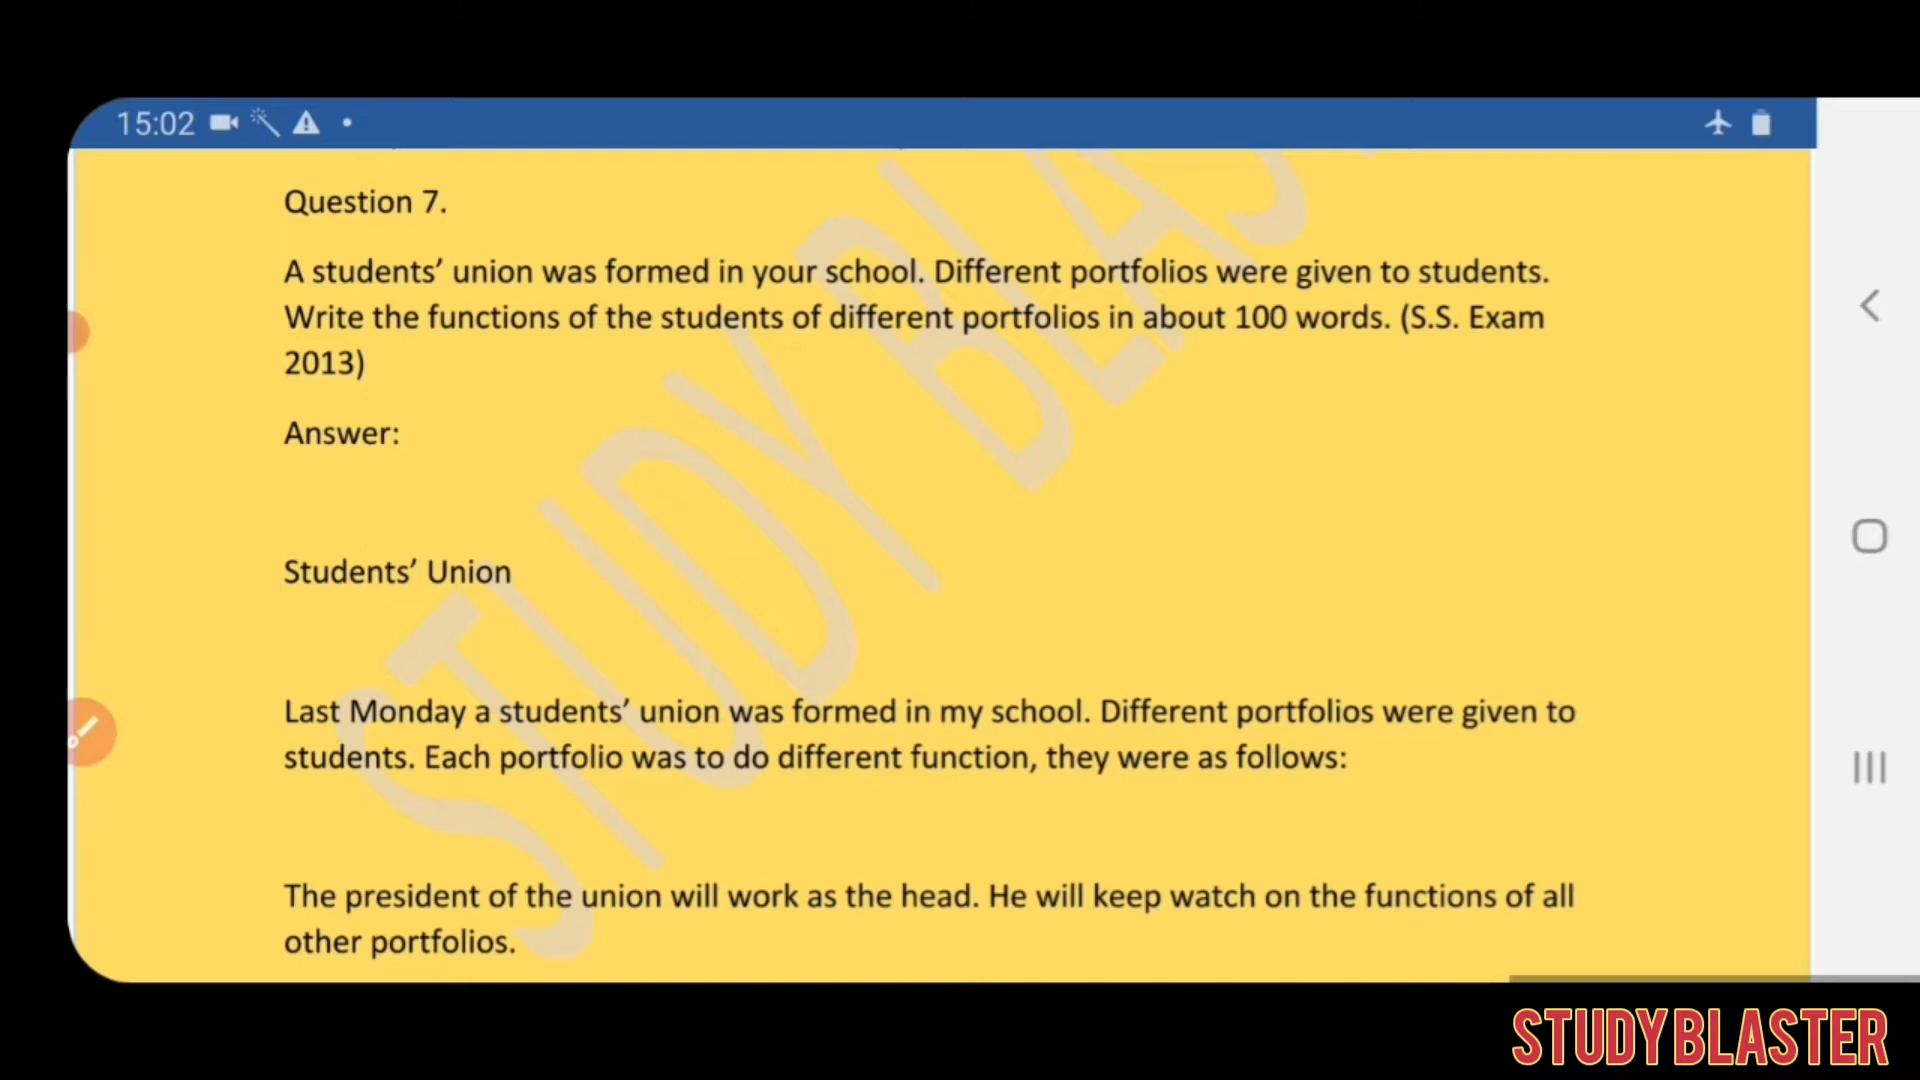 15:02
Question 7.
A students’ union was formed in your school. Different portfolios were given to students.
Write the functions of the students of different portfolios in about 100 words. (S.S. Exam
2013)
Answer:
Students’ Union
Last Monday a students’ union was formed in my school. Different portfolios were given to
students. Each portfolio was to do different function, they were as follows:
The president of the union will work as the head. He will keep watch on the functions of all
other portfolios.
STUDY BLAS
STUDY BLASTER